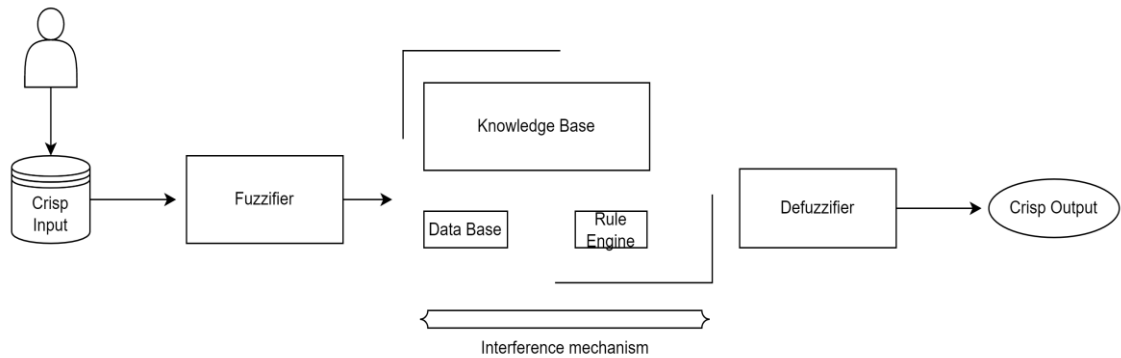 Knowledge Base
Crisp
Input
Fuzzifier
Data Base
Rule
Engine
Defuzzifier
Crisp Output
Interference mechanism